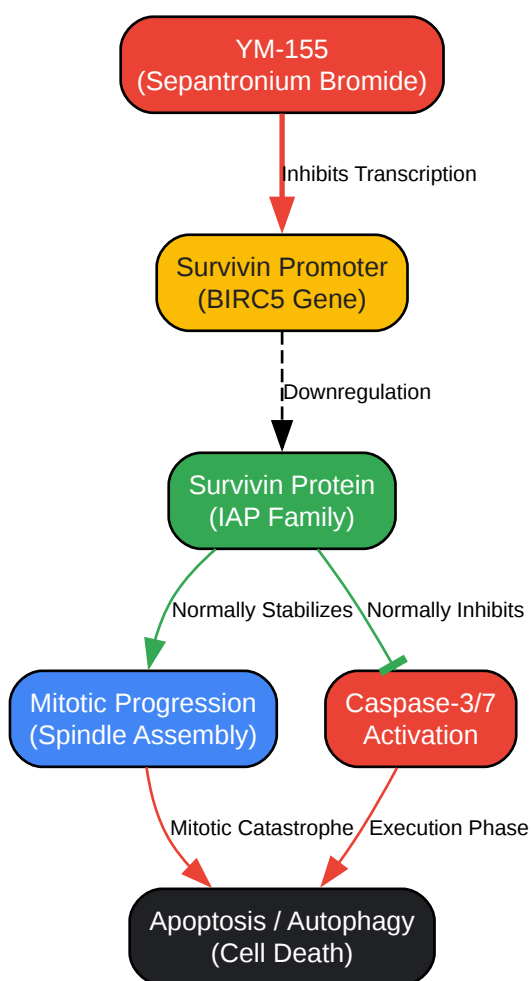 YM-155
(Sepantronium Bromide)
Inhibits Transcription
Survivin Promoter
(BIRC5 Gene)
Downregulation
Survivin Protein
(IAP Family)
Normally Stabilizes
Normally Inhibits
Mitotic Progression
(Spindle Assembly)
Caspase-3/7
Activation
Mitotic Catastrophe
Execution Phase
Apoptosis / Autophagy
(Cell Death)